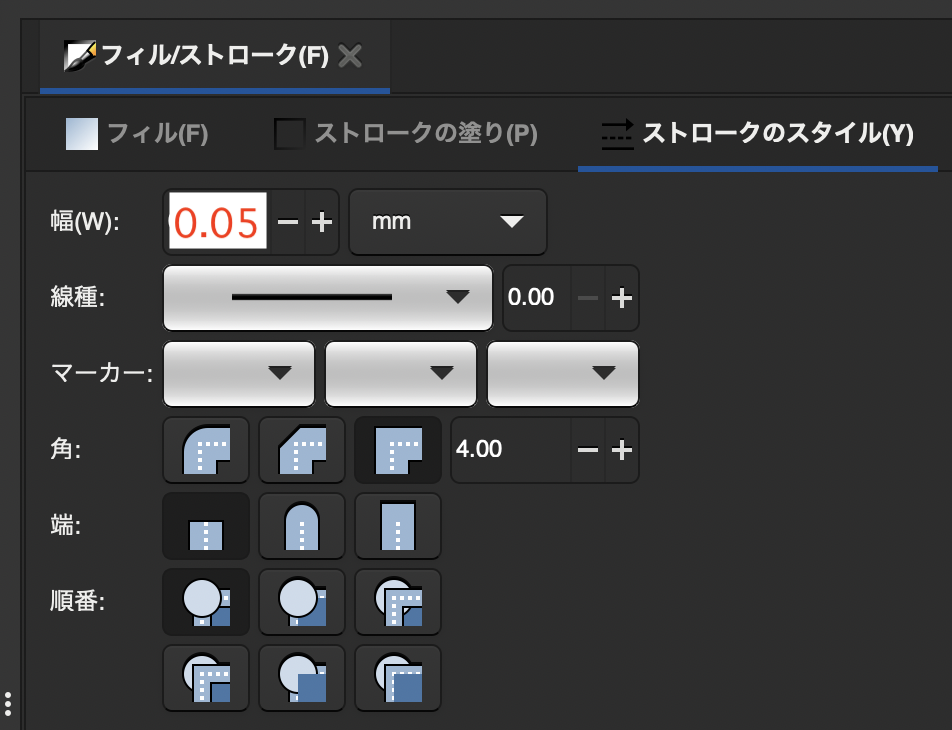 フィル/ストローク(F)
フィル(F) ストロークの塗り(P) ストロークのスタイル(Y)
幅(W): 0.05 mm
線種: 0.00
マーカー:
角: 4.00
端:
順番: